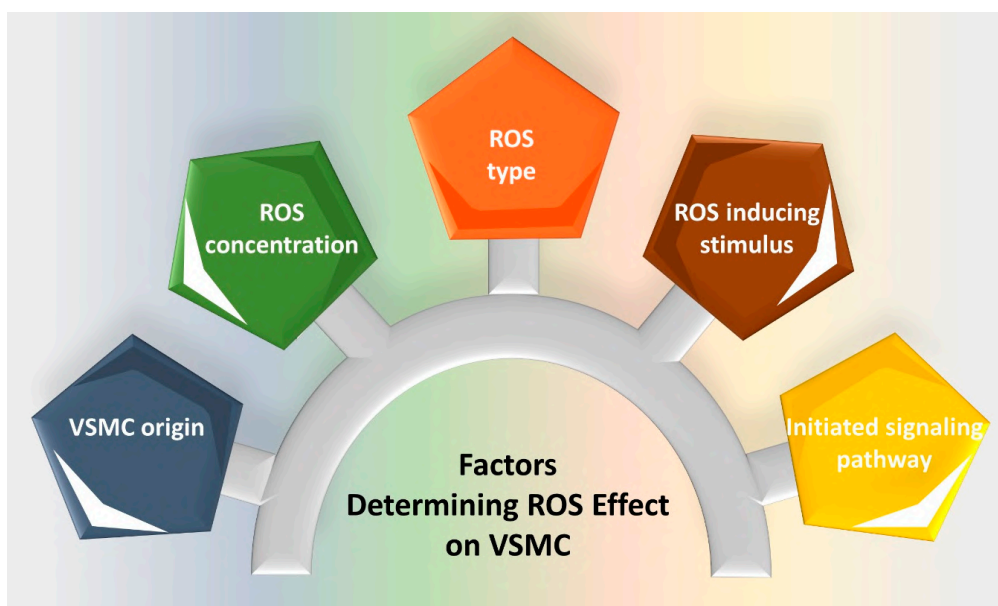 ROS
type
ROS
concentration
ROS inducing
stimulus
VSMC origin
Initiated signaling
pathway
Factors
Determining ROS Effect
on VSMC